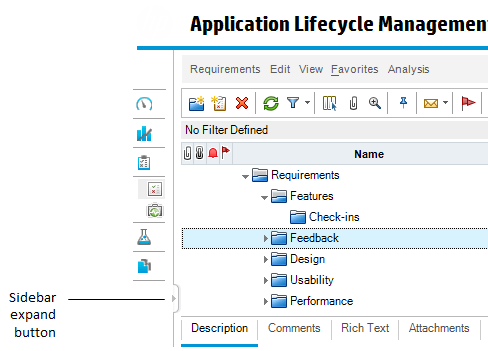 Application Lifecycle Managemen
Requirements Edit View Favorites Analysis
No Filter Defined
Name
Requirements
Features
Check-ins
Feedback
Design
Usability
Performance
Sidebar
expand
button
Description Comments Rich Text Attachments